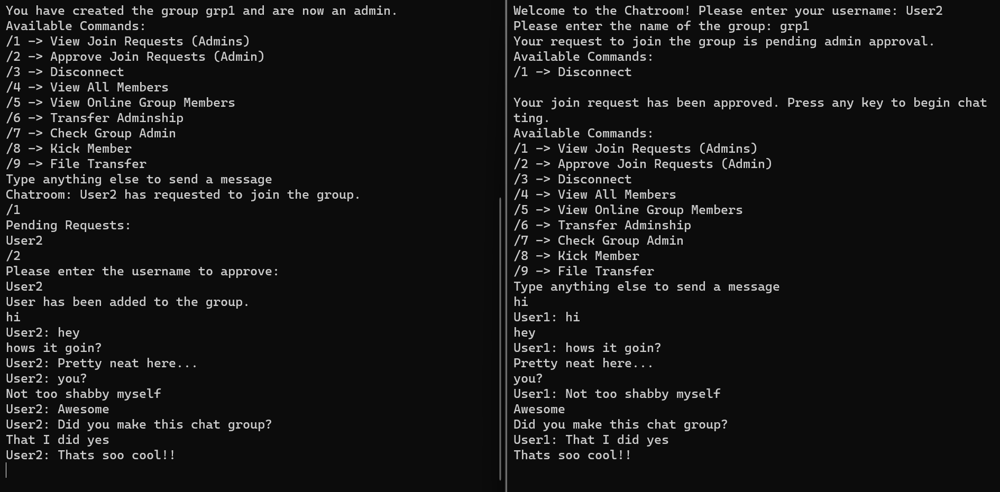 You have created the group grp1 and are now an admin.
Available Commands:
/1 -> View Join Requests (Admins)
/2 -> Approve Join Requests (Admin)
/3 -> Disconnect
/4 -> View All Members
/5 -> View Online Group Members
/6 -> Transfer Adminship
/7 -> Check Group Admin
/8 -> Kick Member
/9 -> File Transfer
Type anything else to send a message
Chatroom: User2 has requested to join the group.
/1
Pending Requests:
User2
/2
Please enter the username to approve:
User2
User has been added to the group.
hi
User2: hey
hows it goin?
User2: Pretty neat here...
User2: you?
Not too shabby myself
User2: Awesome
User2: Did you make this chat group?
That I did yes
User2: Thats soo cool!!
Welcome to the Chatroom! Please enter your username: User2
Please enter the name of the group: grp1
Your request to join the group is pending admin approval.
Available Commands:
/1 -> Disconnect
Your join request has been approved. Press any key to begin chat
ting.
Available Commands:
/1 -> View Join Requests (Admins)
/2 -> Approve Join Requests (Admin)
/3 -> Disconnect
/4 -> View All Members
/5 -> View Online Group Members
/6 -> Transfer Adminship
/7 -> Check Group Admin
/8 -> Kick Member
/9 -> File Transfer
Type anything else to send a message
hi
User1: hi
hey
User1: hows it goin?
Pretty neat here...
you?
User1: Not too shabby myself
Awesome
Did you make this chat group?
User1: That I did yes
Thats soo cool!!